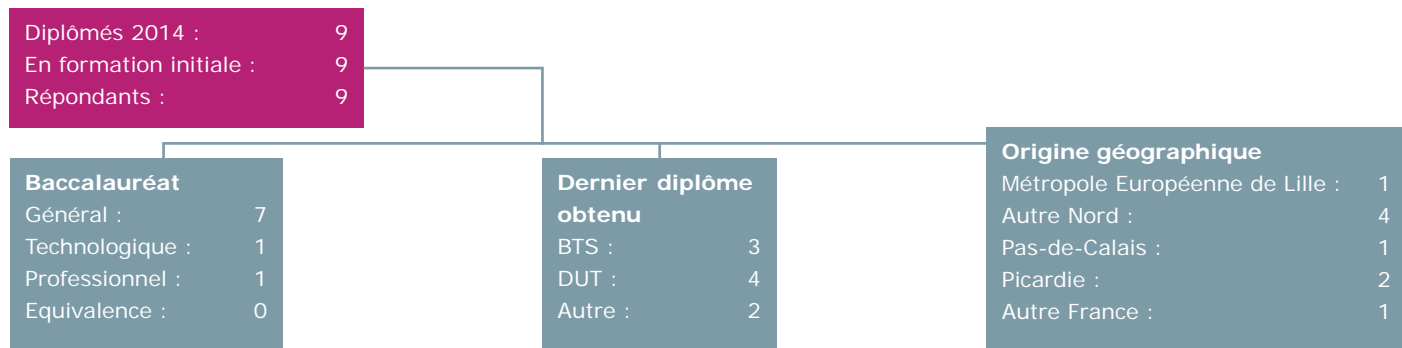 Diplômés 2014 : 9
En formation initiale : 9
Répondants : 9
Baccalauréat
Général : 7
Technologique : 1
Professionnel : 1
Equivalence : 0
Dernier diplôme
obtenu
BTS : 3
DUT : 4
Autre : 2
Origine géographique
Métropole Européenne de Lille : 1
Autre Nord : 4
Pas-de-Calais : 1
Picardie : 2
Autre France : 1